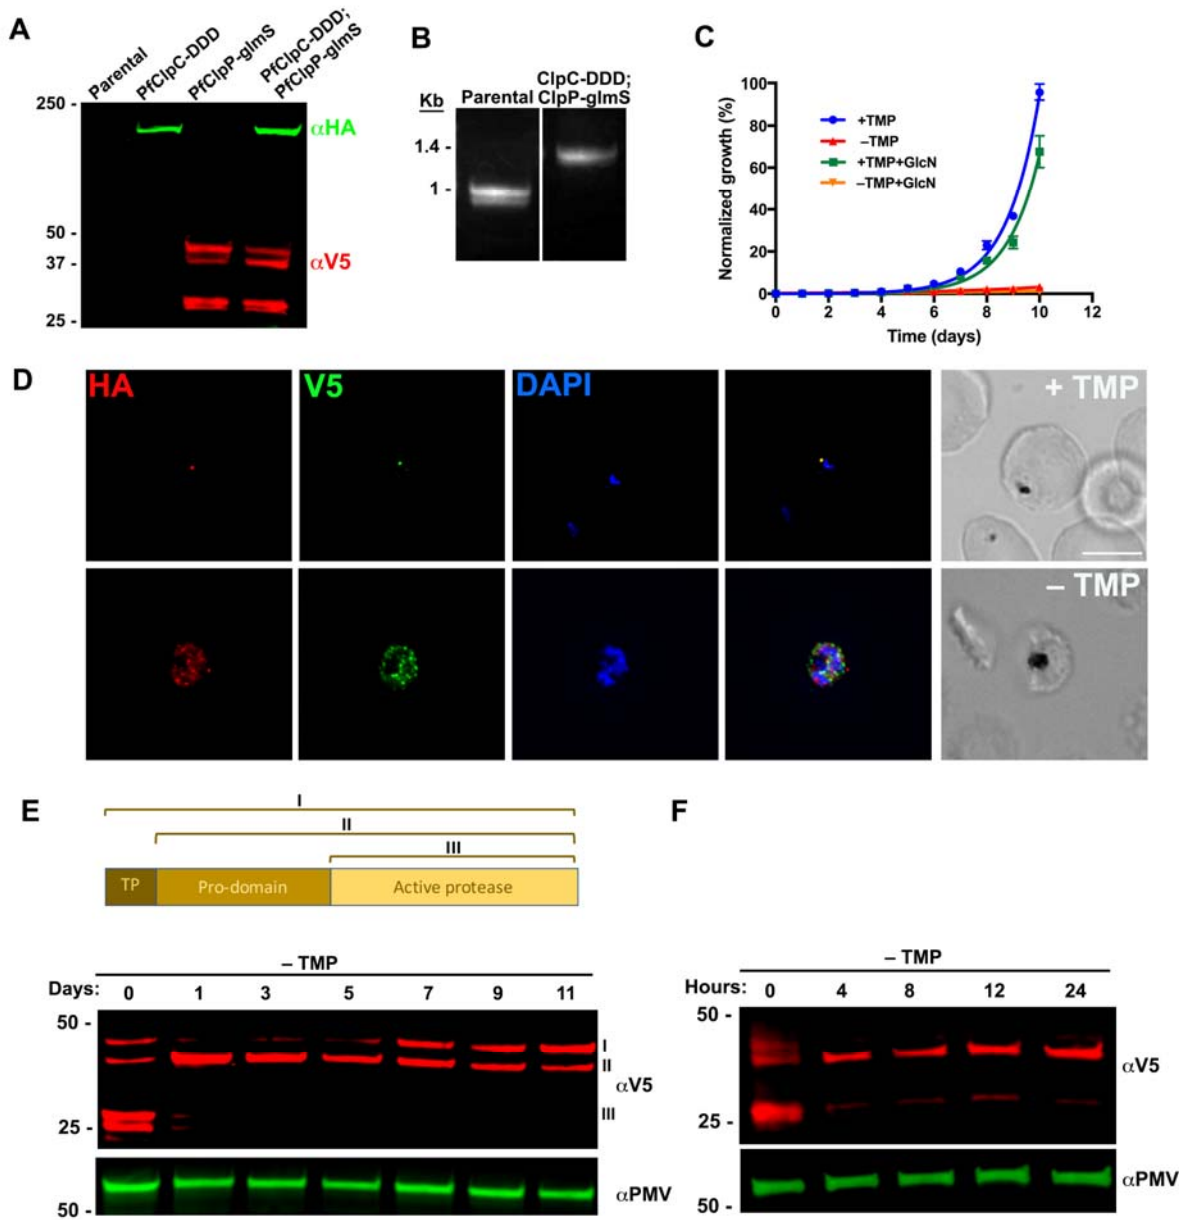 A
Parental
PfClpC-DDD
PfClpP-glmS
PfClpC-DDD;
PfClpP-glmS
250 -
50 -
37 -
25 -
αHA
αV5
B
Kb
Parental
ClpC-DDD;
ClpP-glmS
1.4 -
1 -
C
Normalized growth (%)
100
80
60
40
20
0
+TMP
–TMP
+TMP+GlcN
–TMP+GlcN
0 2 4 6 8 10 12
Time (days)
D
HA
V5
DAPI
+ TMP
– TMP
E
I
II
III
TP
Pro-domain
Active protease
– TMP
Days: 0 1 3 5 7 9 11
50 -
25 -
I
II
III
αV5
αPMV
50 -
F
– TMP
Hours: 0 4 8 12 24
50 -
25 -
αV5
αPMV
50 -